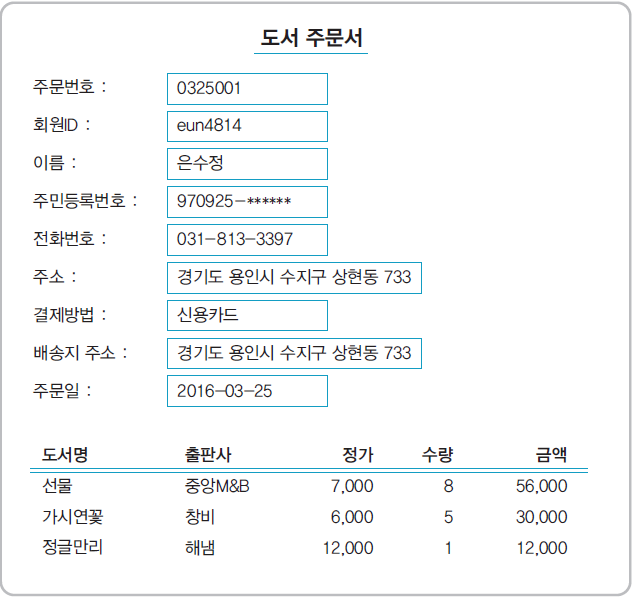 도서 주문서
주문번호 : 0325001
회원ID : eun4814
이름 : 은수정
주민등록번호 : 970925-******
전화번호 : 031-813-3397
주소 : 경기도 용인시 수지구 상현동 733
결제방법 : 신용카드
배송지 주소 : 경기도 용인시 수지구 상현동 733
주문일 : 2016-03-25
도서명 출판사 정가 수량 금액
선물 중앙M&B 7,000 8 56,000
가시연꽃 창비 6,000 5 30,000
정글만리 해냄 12,000 1 12,000